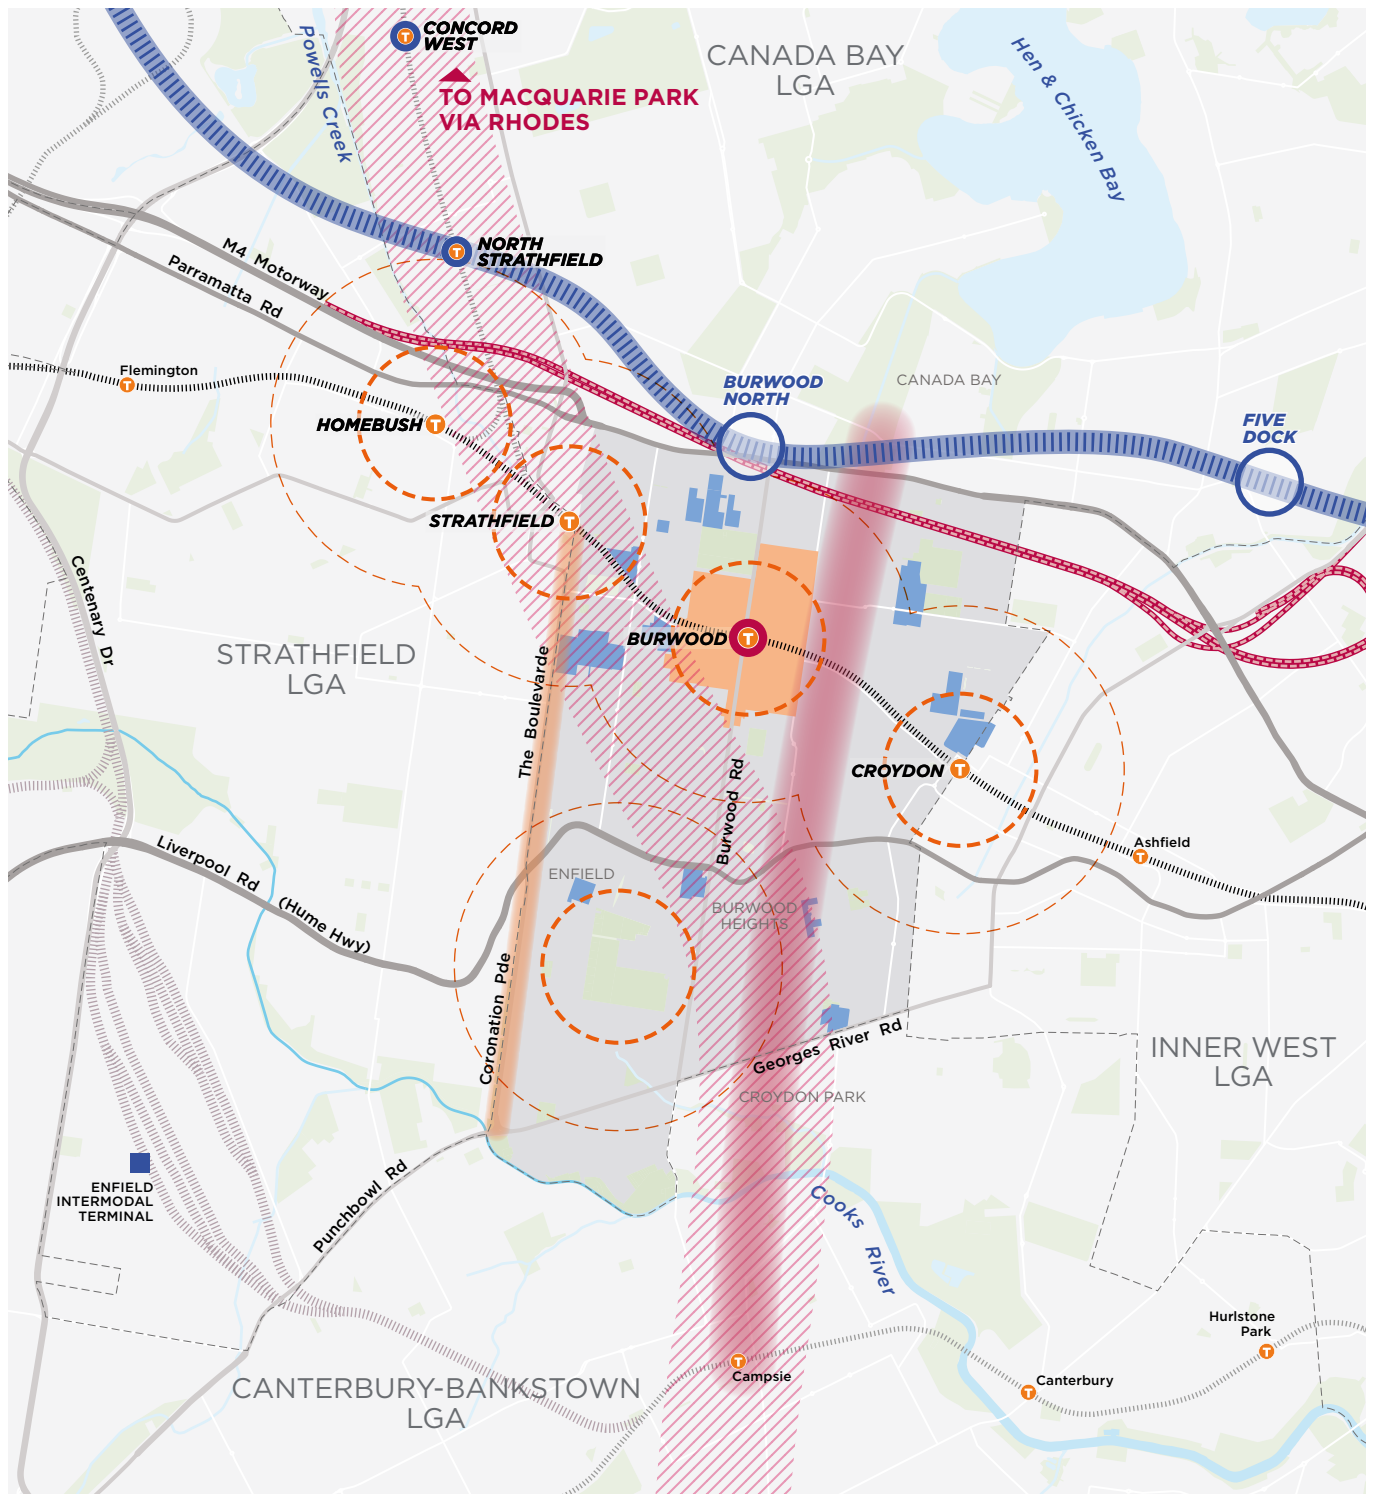 CONCORD
WEST
TO MACQUARIE PARK
VIA RHODES
CANADA BAY
LGA
Powells Creek
Hen & Chicken Bay
NORTH
STRATHFIELD
M4 Motorway
Parramatta Rd
Flemington
BURWOOD
NORTH
CANADA BAY
FIVE
DOCK
HOMEBUSH
STRATHFIELD
Centenary Dr
STRATHFIELD
LGA
BURWOOD
The Boulevarde
CROYDON
Burwood Rd
Liverpool Rd (Hume Hwy)
Ashfield
ENFIELD
BURWOOD
HEIGHTS
Coronation Pde
Georges River Rd
INNER WEST
LGA
CROYDON PARK
ENFIELD
INTERMODAL
TERMINAL
Punchbowl Rd
Cooks River
Hurlstone
Park
Campsie
Canterbury
CANTERBURY-BANKSTOWN
LGA
T
T
T
T
T
T
T
T
T
T
T